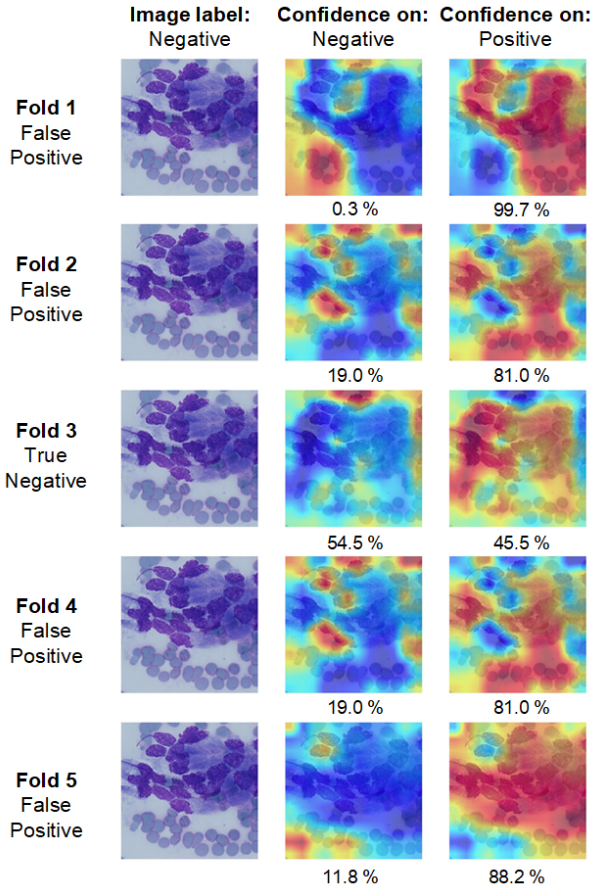 Image label: Confidence on: Confidence on:
Negative Negative Positive
Fold 1
False
Positive
0.3 % 99.7 %
Fold 2
False
Positive
19.0 % 81.0 %
Fold 3
True
Negative
54.5 % 45.5 %
Fold 4
False
Positive
19.0 % 81.0 %
Fold 5
False
Positive
11.8 % 88.2 %